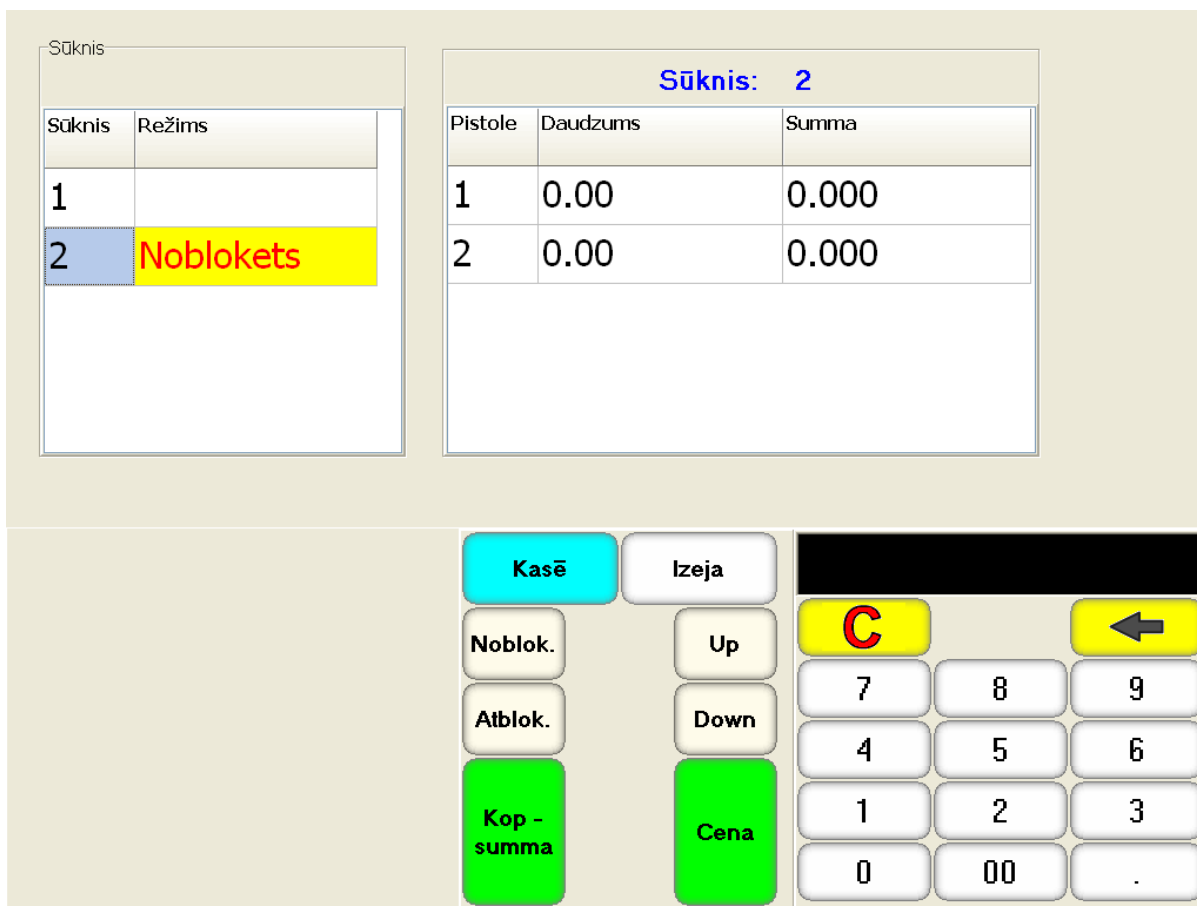 Sūknis
Sūknis: 2
Sūknis Režims
1
2 Noblokets
Pistole Daudzums Summa
1 0.00 0.000
2 0.00 0.000
Kasē Izeja
Noblok. Up
Atblok. Down
Kop -
summa
Cena
C
7 8 9
4 5 6
1 2 3
0 00 .